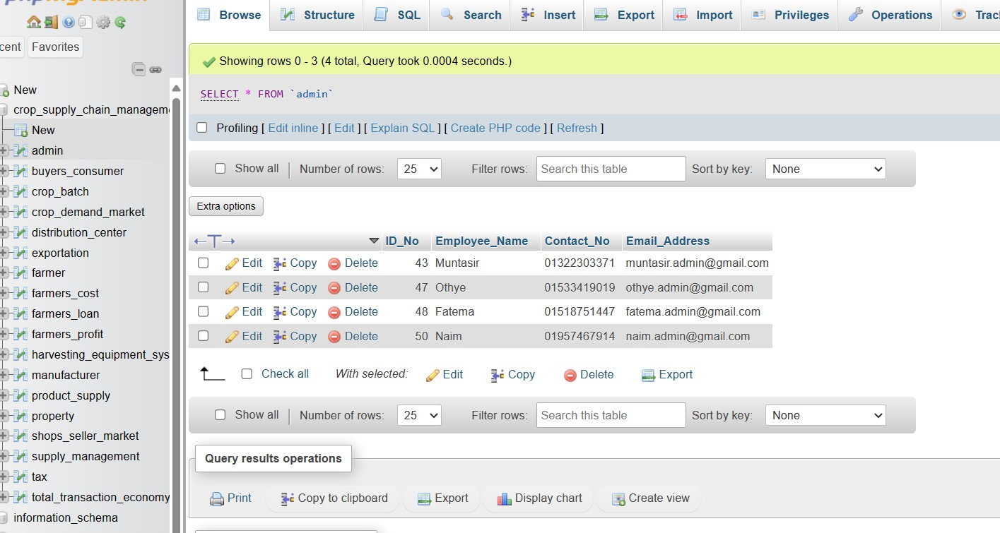 phpMyAdmin
Browse Structure SQL Search Insert Export Import Privileges Operations Trac
cent Favorites
Showing rows 0 - 3 (4 total, Query took 0.0004 seconds.)
SELECT * FROM `admin`
Profiling [ Edit inline ] [ Edit ] [ Explain SQL ] [ Create PHP code ] [ Refresh ]
Show all | Number of rows: 25 Filter rows: Search this table Sort by key: None
Extra options
ID_No Employee_Name Contact_No Email_Address
Edit Copy Delete 43 Muntasir 01322303371 muntasir.admin@gmail.com
Edit Copy Delete 47 Othye 01533419019 othye.admin@gmail.com
Edit Copy Delete 48 Fatema 01518751447 fatema.admin@gmail.com
Edit Copy Delete 50 Naim 01957467914 naim.admin@gmail.com
Check all With selected: Edit Copy Delete Export
Show all | Number of rows: 25 Filter rows: Search this table Sort by key: None
Query results operations
Print Copy to clipboard Export Display chart Create view
New
crop_supply_chain_managem
New
admin
buyers_consumer
crop_batch
crop_demand_market
distribution_center
exportation
farmer
farmers_cost
farmers_loan
farmers_profit
harvesting_equipment_sys
manufacturer
product_supply
property
shops_seller_market
supply_management
tax
total_transaction_economy
information_schema